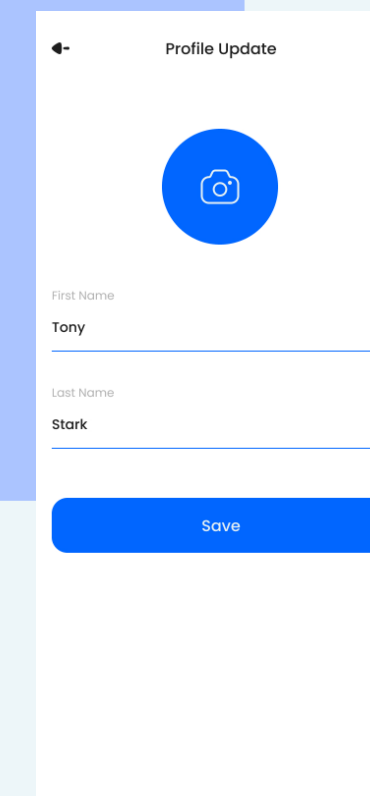 Profile Update
First Name
Tony
Last Name
Stark
Save